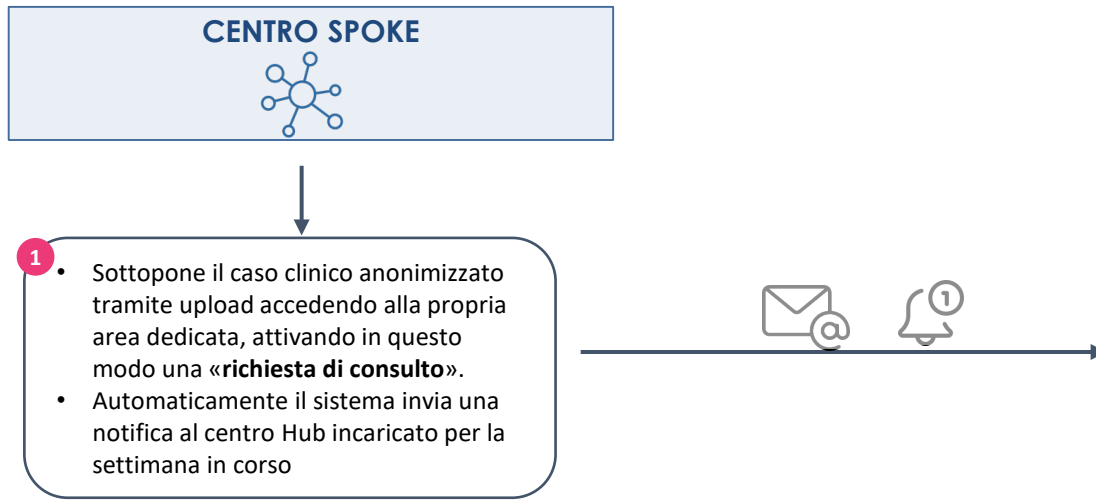 CENTRO SPOKE
1
• Sottopone il caso clinico anonimizzato
tramite upload accedendo alla propria
area dedicata, attivando in questo
modo una «richiesta di consulto».
• Automaticamente il sistema invia una
notifica al centro Hub incaricato per la
settimana in corso
@
1